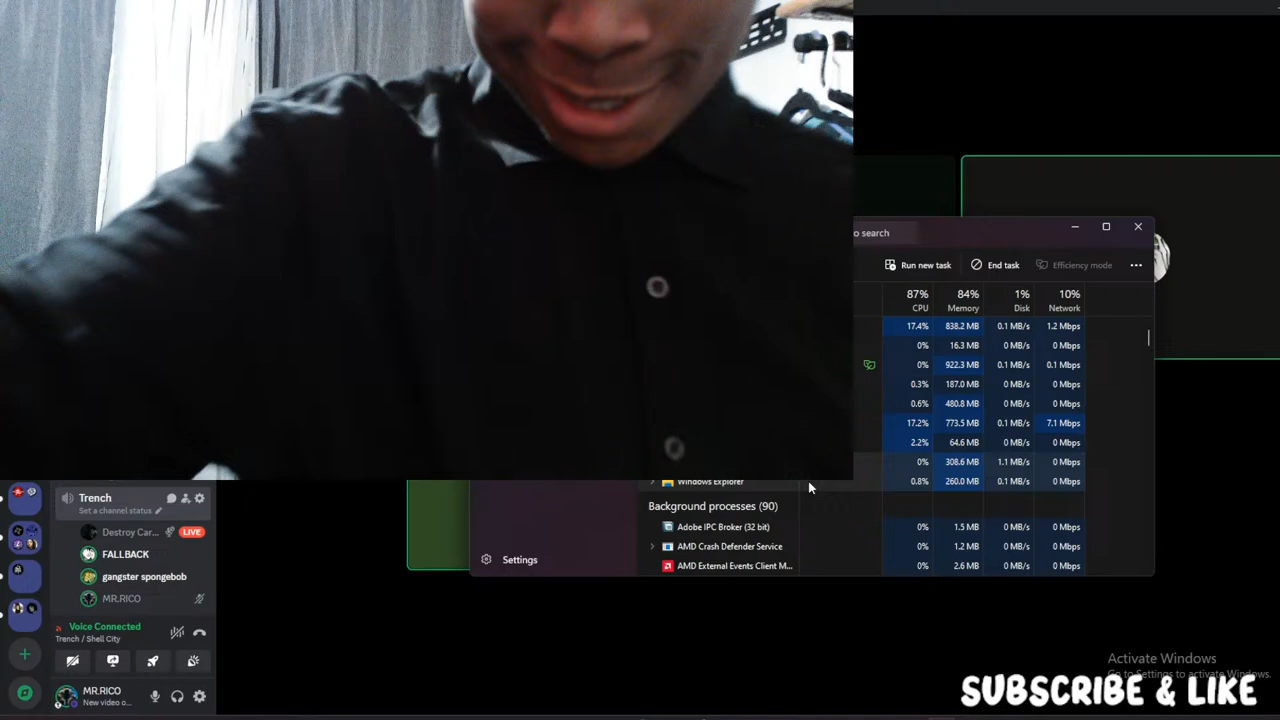 o search
Run new task End task Efficiency mode
87% 84% 1% 10%
CPU Memory Disk Network
17.4% 838.2 MB 0.1 MB/s 1.2 Mbps
0% 16.3 MB 0 MB/s 0 Mbps
0% 922.3 MB 0.1 MB/s 0.1 Mbps
0.3% 187.0 MB 0 MB/s 0 Mbps
0.6% 480.8 MB 0 MB/s 0 Mbps
17.2% 773.5 MB 0.1 MB/s 7.1 Mbps
2.2% 64.6 MB 0 MB/s 0 Mbps
0% 308.6 MB 1.1 MB/s 0 Mbps
Windows Explorer 0.8% 260.0 MB 0 MB/s 0 Mbps
Background processes (90)
Adobe IPC Broker (32 bit) 0% 1.5 MB 0 MB/s 0 Mbps
AMD Crash Defender Service 0% 1.2 MB 0 MB/s 0 Mbps
AMD External Events Client M... 0% 2.6 MB 0 MB/s 0 Mbps
Settings
Trench
Set a channel status
Destroy Car... LIVE
FALLBACK
gangster spongebob
MR.RICO
Voice Connected
Trench / Shell City
MR.RICO
New video o...
Activate Windows
Go to Settings to activate Windows.
SUBSCRIBE & LIKE